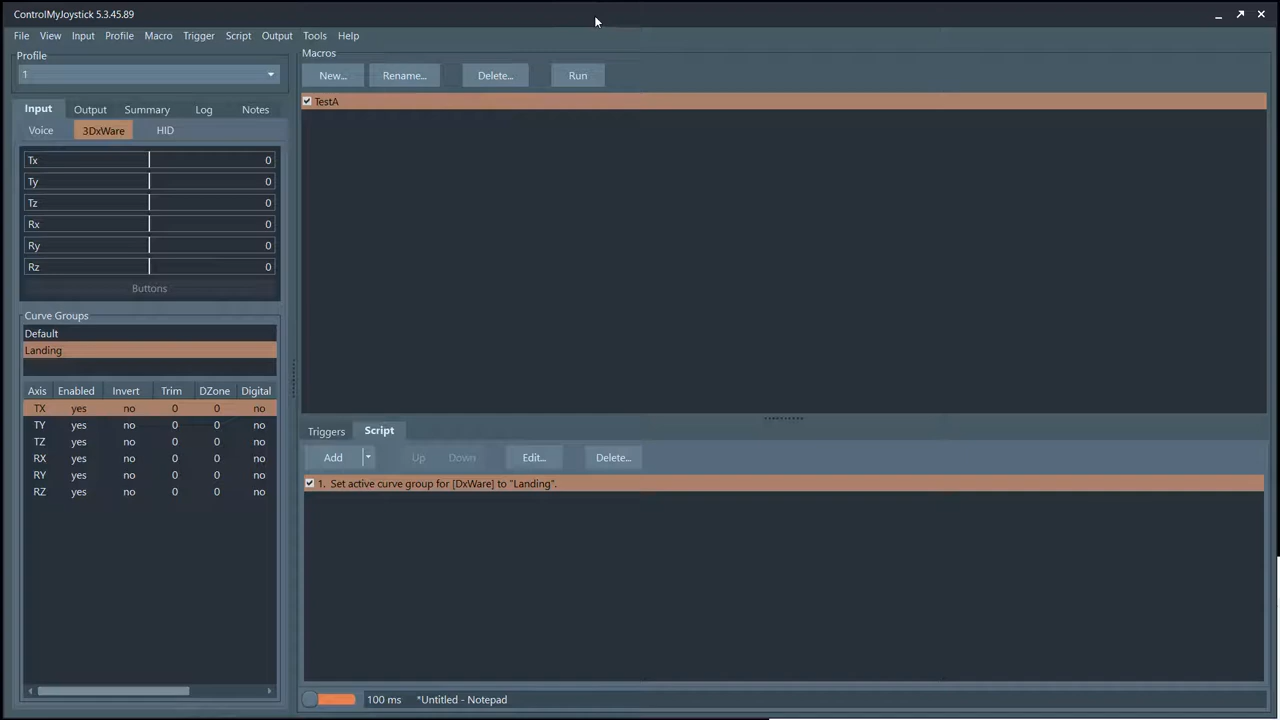 ControlMyJoystick 5.3.45.89
File View Input Profile Macro Trigger Script Output Tools Help
Profile
1
Input Output Summary Log Notes
Voice 3DxWare HID
Tx 0
Ty 0
Tz 0
Rx 0
Ry 0
Rz 0
Buttons
Curve Groups
Default
Landing
Axis Enabled Invert Trim DZone Digital
TX yes no 0 0 no
TY yes no 0 0 no
TZ yes no 0 0 no
RX yes no 0 0 no
RY yes no 0 0 no
RZ yes no 0 0 no
Macros
New... Rename... Delete... Run
TestA
Triggers Script
Add Up Down Edit... Delete...
1. Set active curve group for [DxWare] to "Landing".
100 ms *Untitled - Notepad